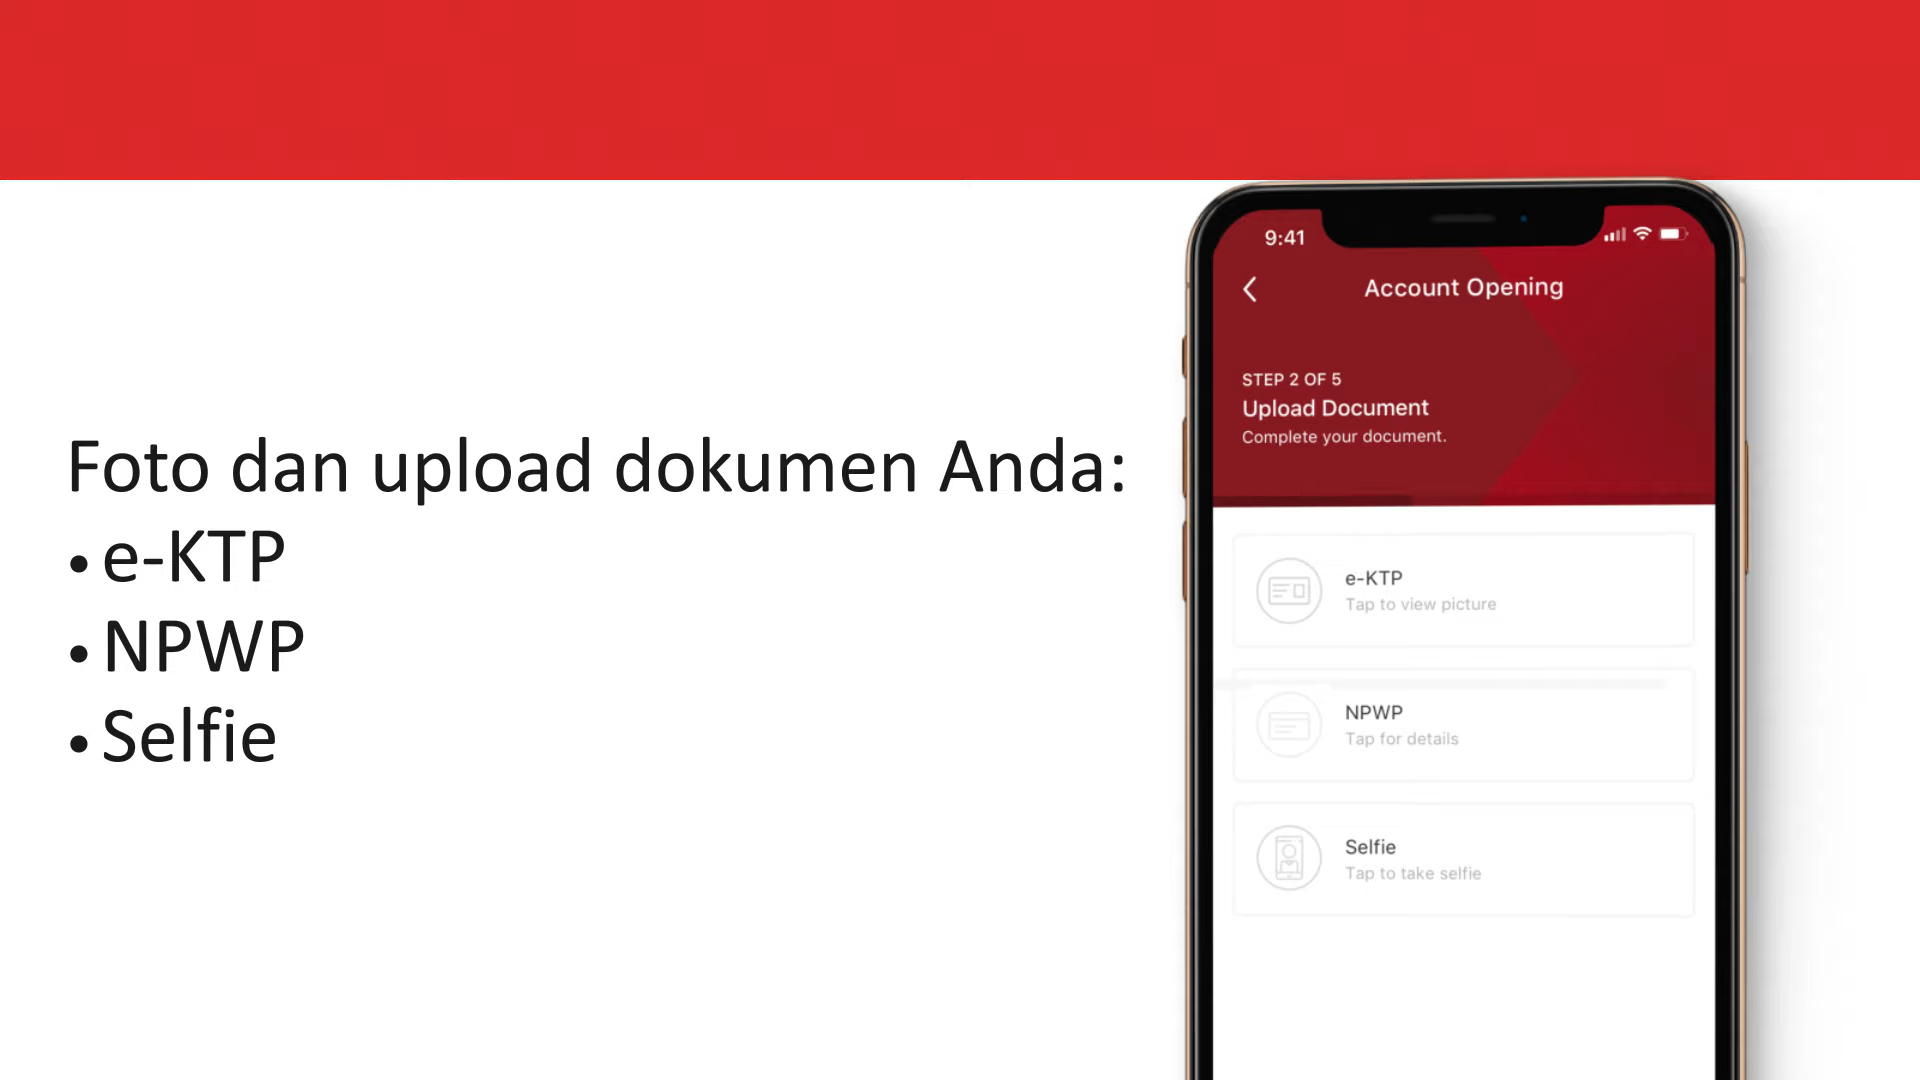 Foto dan upload dokumen Anda:
• e-KTP
• NPWP
• Selfie
9:41
Account Opening
STEP 2 OF 5
Upload Document
Complete your document.
e-KTP
Tap to view picture
NPWP
Tap for details
Selfie
Tap to take selfie